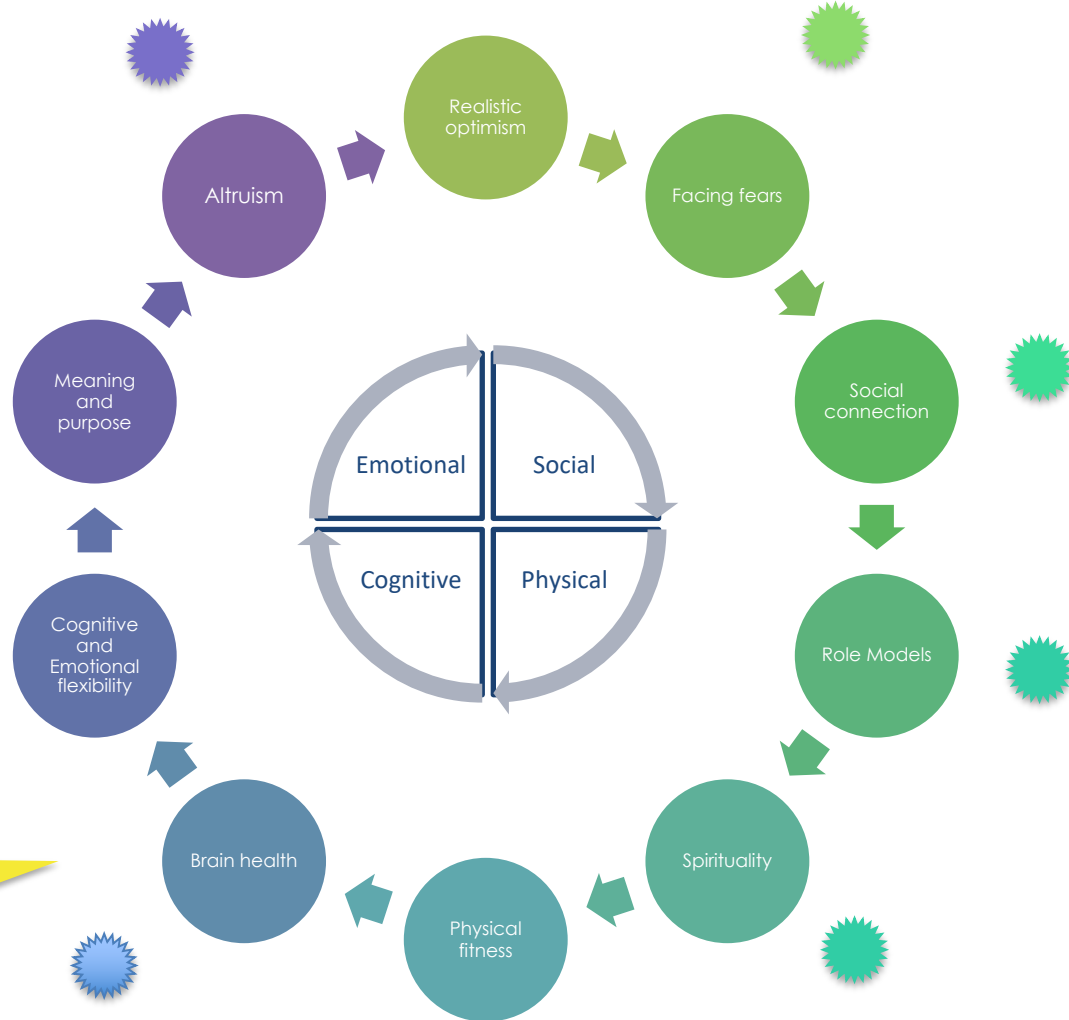 Realistic
optimism
Facing fears
Social
connection
Role Models
Spirituality
Physical
fitness
Brain health
Cognitive
and
Emotional
flexibility
Meaning
and
purpose
Altruism
Emotional
Social
Cognitive
Physical